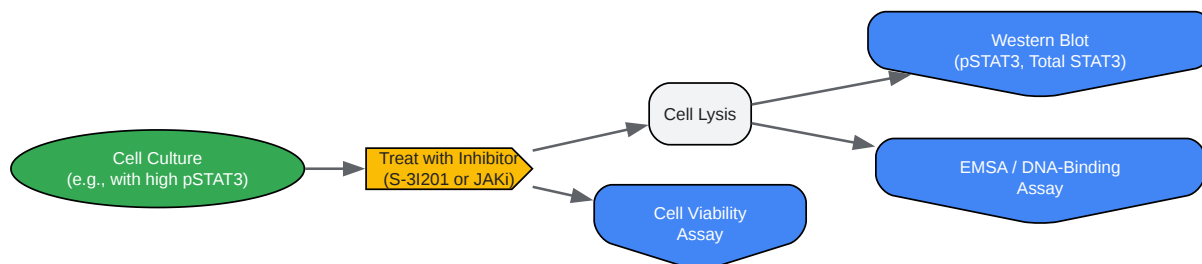 Cell Culture
(e.g., with high pSTAT3)
Treat with Inhibitor
(S-3I201 or JAKi)
Cell Lysis
Cell Viability
Assay
Western Blot
(pSTAT3, Total STAT3)
EMSA / DNA-Binding
Assay